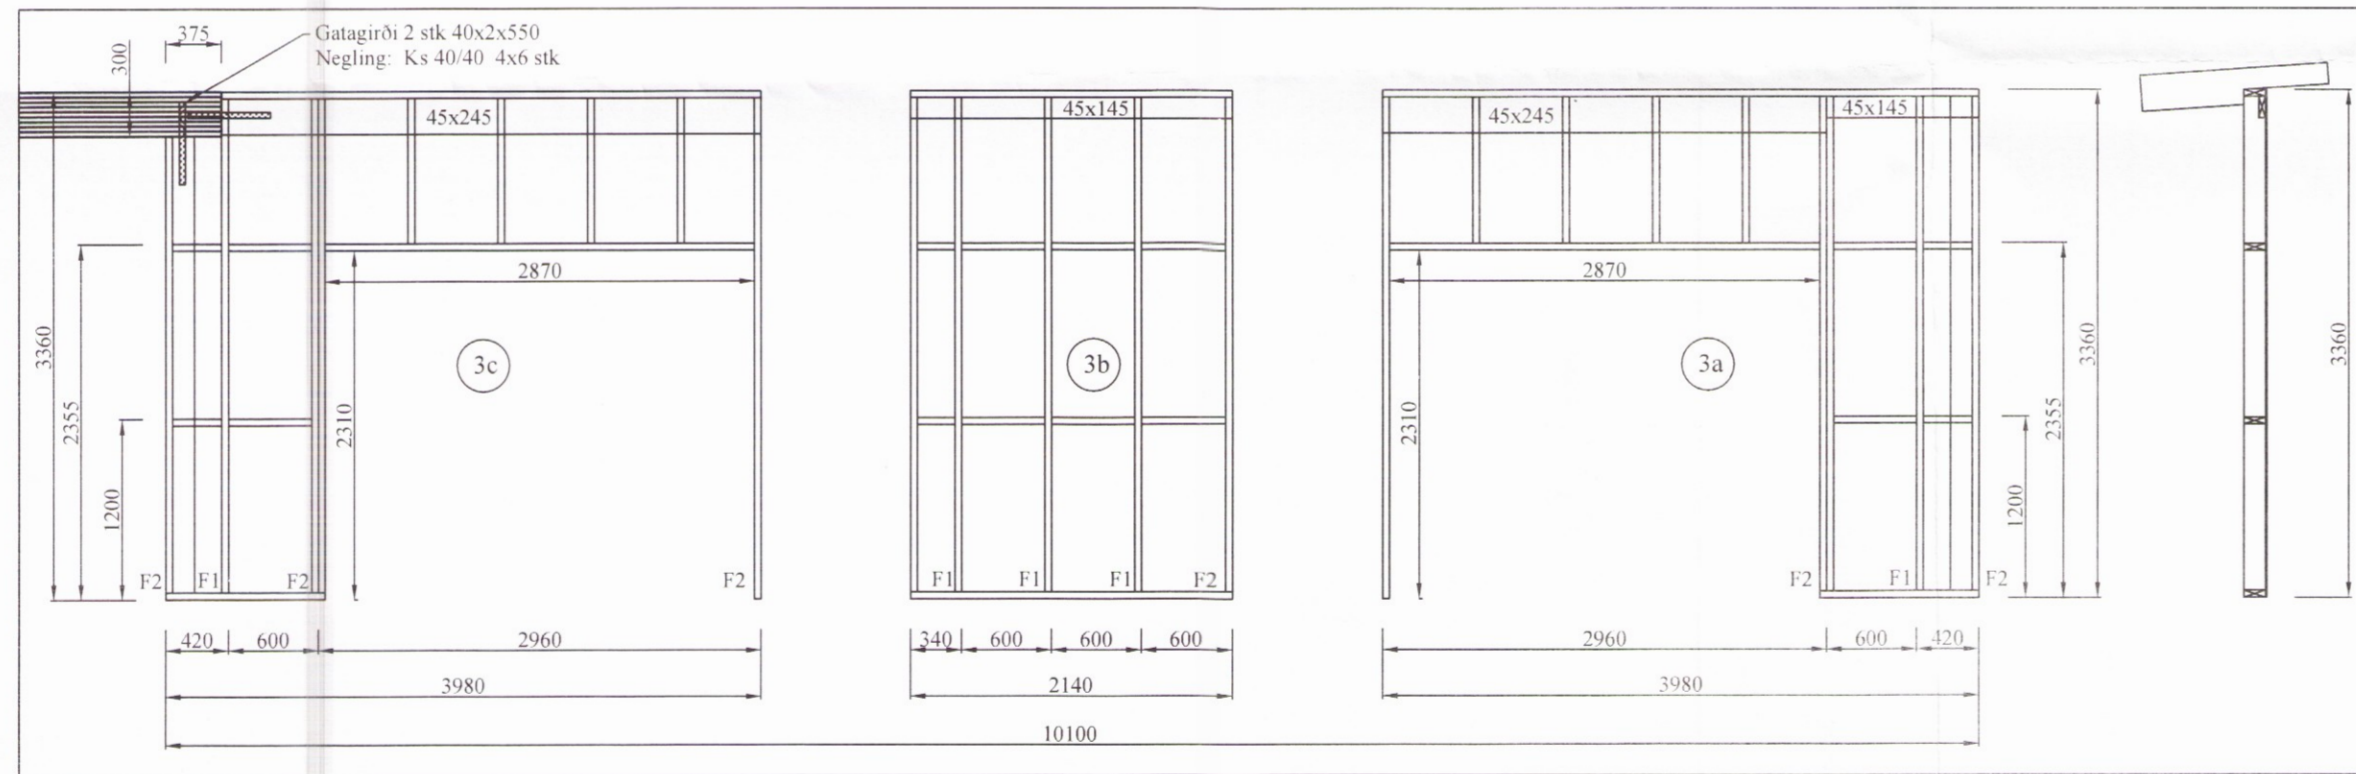 Gatagirði 2 stk 40x2x550
Negling: Ks 40/40 4x6 stk
375
300
45x245
3360
2355
1200
2870
2310
3c
F2
F1
F2
F2
420
600
2960
3980
45x145
3b
F1
F1
F1
F2
340
600
600
600
2140
45x245
45x145
2870
2310
3a
F2
F1
F2
1200
2355
3360
2960
600
420
3980
10100
3360